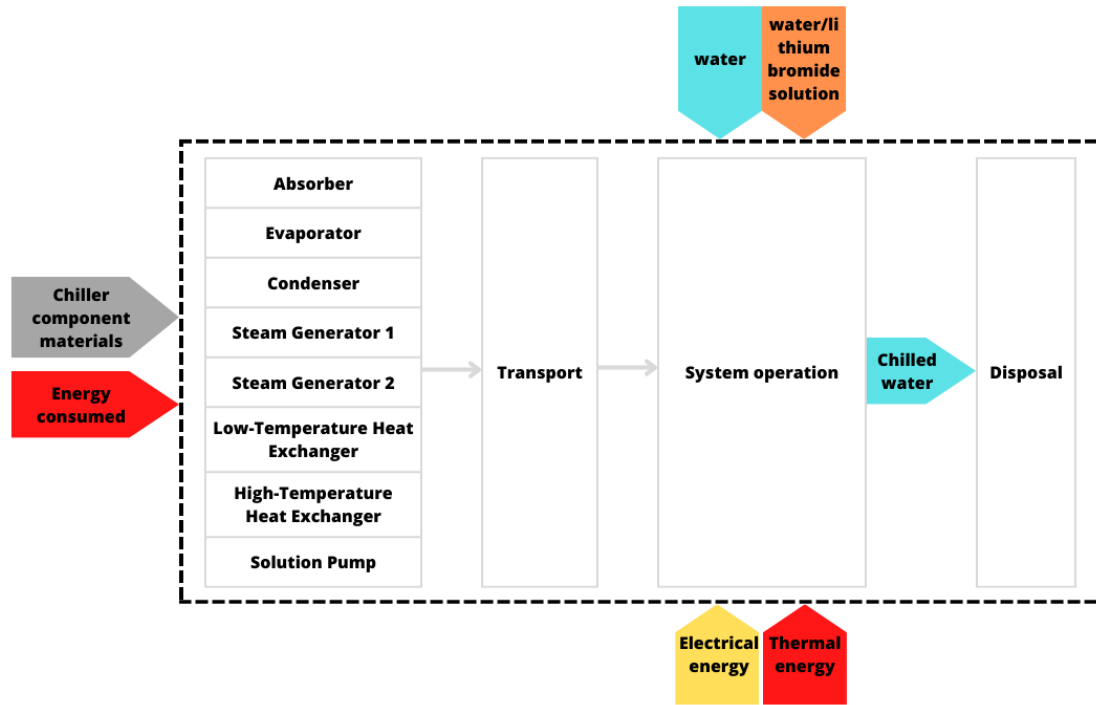 water
water/li
thium
bromide
solution
Chiller
component
materials
Energy
consumed
Absorber
Evaporator
Condenser
Steam Generator 1
Steam Generator 2
Low-Temperature Heat
Exchanger
High-Temperature
Heat Exchanger
Solution Pump
Transport
System operation
Chilled
water
Disposal
Electrical
energy
Thermal
energy